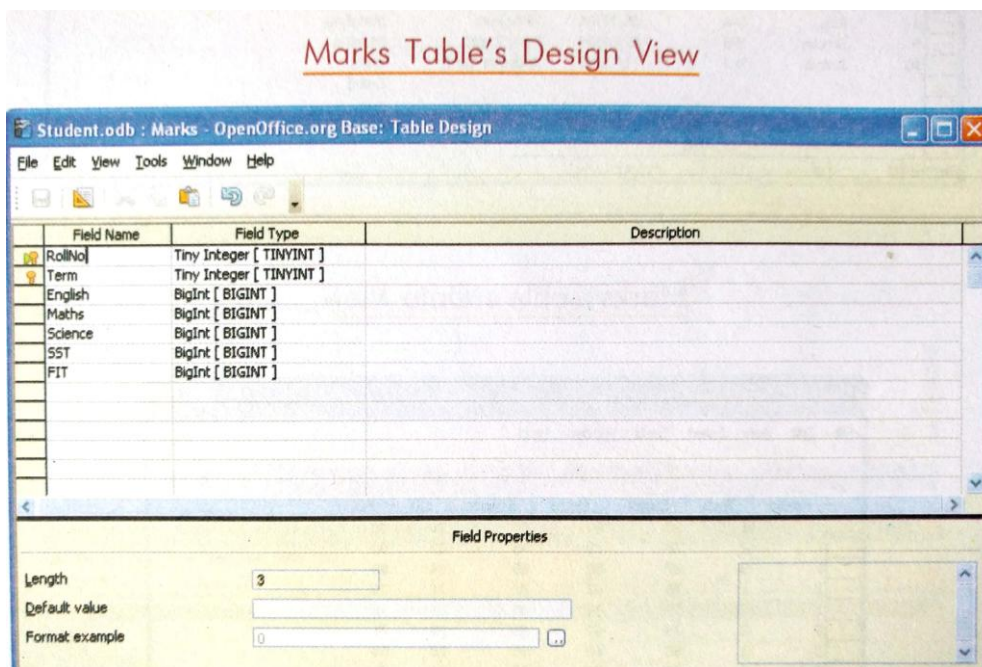 Marks Table's Design View
Student.odb : Marks - OpenOffice.org Base: Table Design
File Edit View Tools Window Help
Field Name Field Type Description
RollNo Tiny Integer [ TINYINT ]
Term Tiny Integer [ TINYINT ]
English BigInt [ BIGINT ]
Maths BigInt [ BIGINT ]
Science BigInt [ BIGINT ]
SST BigInt [ BIGINT ]
FIT BigInt [ BIGINT ]
Field Properties
Length 3
Default value
Format example 0 ...